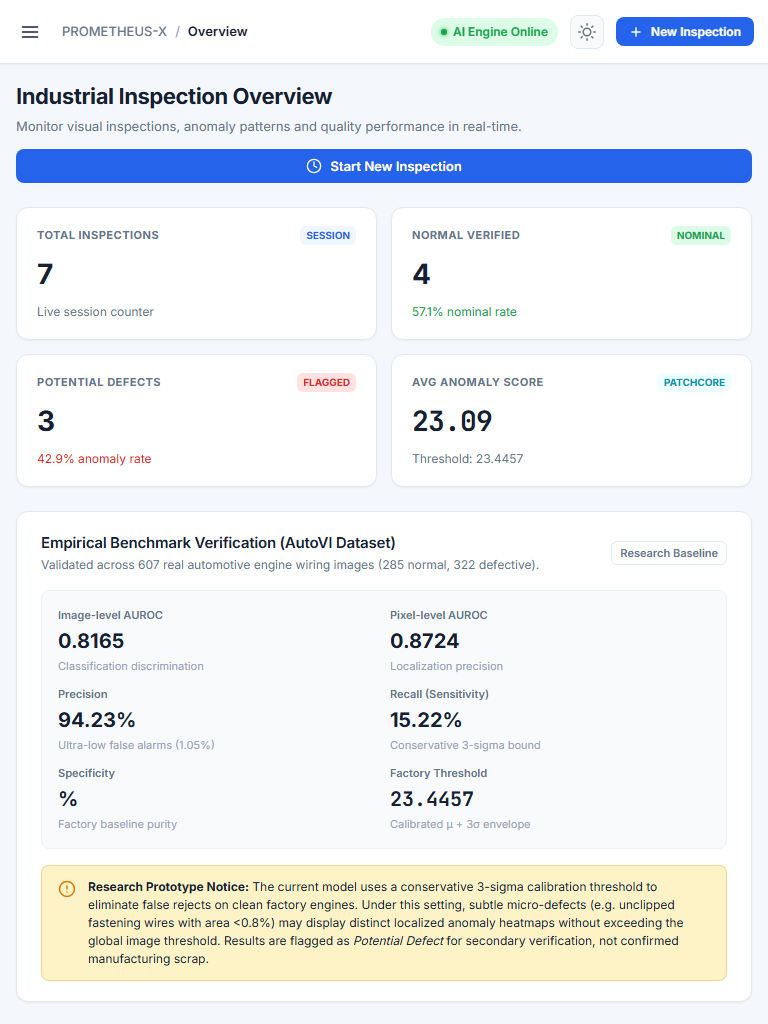 PROMETHEUS-X / Overview
AI Engine Online
+ New Inspection
Industrial Inspection Overview
Monitor visual inspections, anomaly patterns and quality performance in real-time.
Start New Inspection
TOTAL INSPECTIONS
SESSION
7
Live session counter
NORMAL VERIFIED
NOMINAL
4
57.1% nominal rate
POTENTIAL DEFECTS
FLAGGED
3
42.9% anomaly rate
AVG ANOMALY SCORE
PATCHCORE
23.09
Threshold: 23.4457
Empirical Benchmark Verification (AutoVI Dataset)
Validated across 607 real automotive engine wiring images (285 normal, 322 defective).
Research Baseline
Image-level AUROC
0.8165
Classification discrimination
Pixel-level AUROC
0.8724
Localization precision
Precision
94.23%
Ultra-low false alarms (1.05%)
Recall (Sensitivity)
15.22%
Conservative 3-sigma bound
Specificity
%
Factory baseline purity
Factory Threshold
23.4457
Calibrated μ + 3σ envelope
Research Prototype Notice: The current model uses a conservative 3-sigma calibration threshold to
eliminate false rejects on clean factory engines. Under this setting, subtle micro-defects (e.g. unclipped
fastening wires with area <0.8%) may display distinct localized anomaly heatmaps without exceeding the
global image threshold. Results are flagged as Potential Defect for secondary verification, not confirmed
manufacturing scrap.